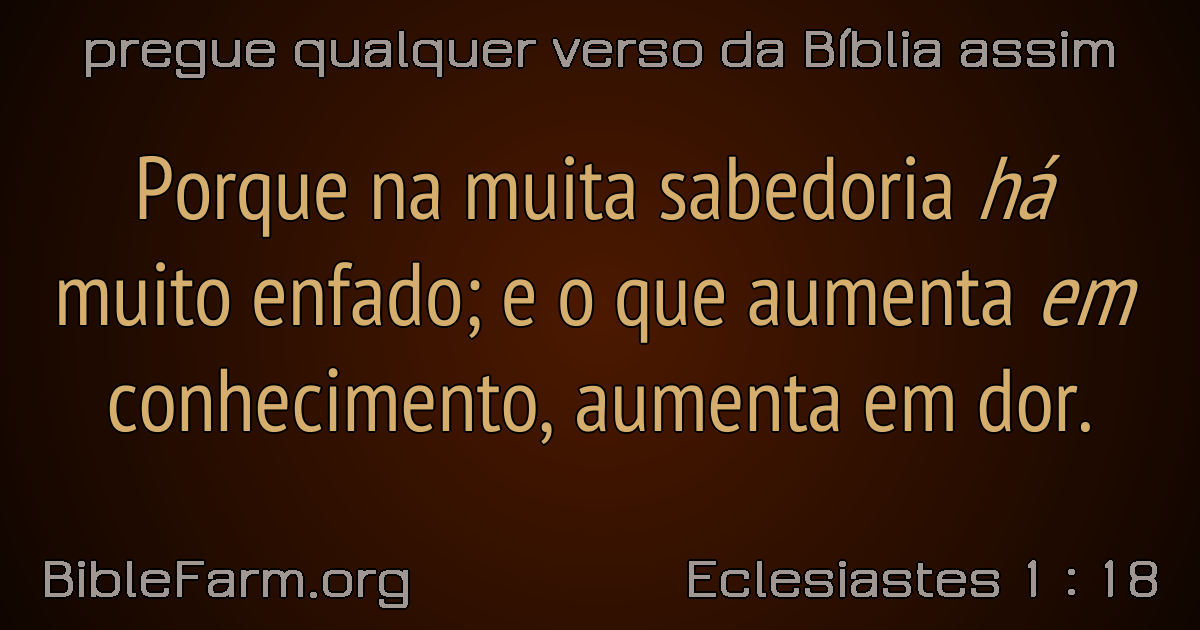 pregue qualquer verso da Bíblia assim
Porque na muita sabedoria há
muito enfado; e o que aumenta em
conhecimento, aumenta em dor.
BibleFarm.org
Eclesiastes 1 : 18